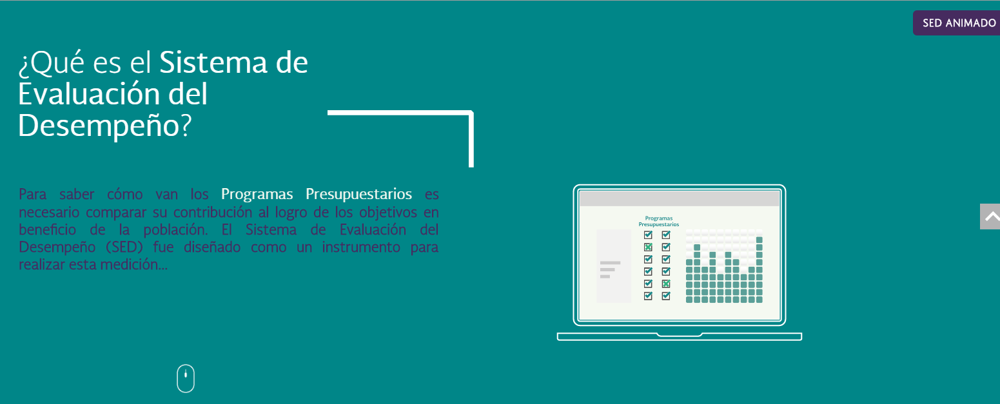 SED ANIMADO
¿Qué es el Sistema de
Evaluación del
Desempeño?
Para saber cómo van los Programas Presupuestarios es
necesario comparar su contribución al logro de los objetivos en
beneficio de la población. El Sistema de Evaluación del
Desempeño (SED) fue diseñado como un instrumento para
realizar esta medición...
Programas
Presupuestarios